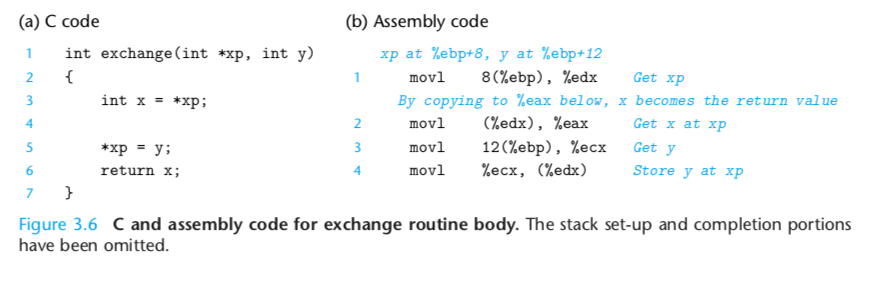 (a) C code
1 int exchange(int *xp, int y)
2 {
3 int x = *xp;
4
5 *xp = y;
6 return x;
7 }
(b) Assembly code
xp at %ebp+8, y at %ebp+12
1 movl 8(%ebp), %edx Get xp
By copying to %eax below, x becomes the return value
2 movl (%edx), %eax Get x at xp
3 movl 12(%ebp), %ecx Get y
4 movl %ecx, (%edx) Store y at xp
Figure 3.6 C and assembly code for exchange routine body. The stack set-up and completion portions
have been omitted.